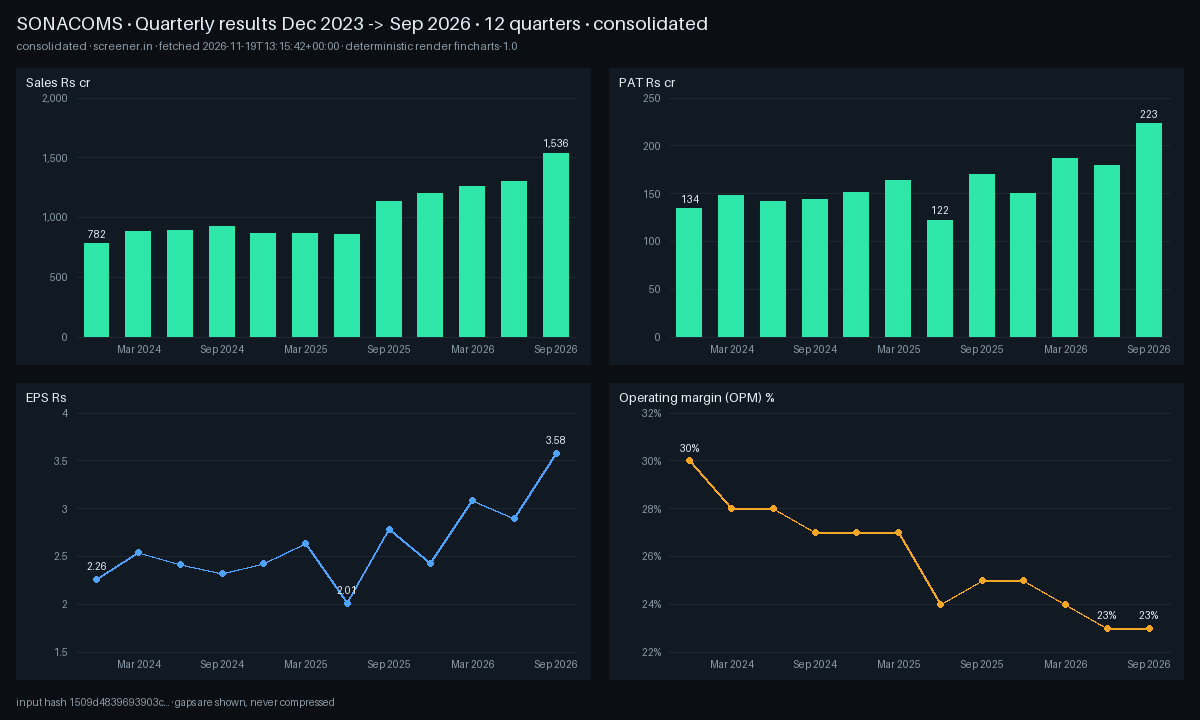 SONACOMS · Quarterly results Dec 2023 -> Sep 2026 · 12 quarters · consolidated
consolidated · screener.in · fetched 2026-11-19T13:15:42+00:00 · deterministic render fincharts-1.0
Sales Rs cr
2,000
1,500
1,000
500
0
782
1,536
Mar 2024
Sep 2024
Mar 2025
Sep 2025
Mar 2026
Sep 2026
PAT Rs cr
250
200
150
100
50
0
134
122
223
Mar 2024
Sep 2024
Mar 2025
Sep 2025
Mar 2026
Sep 2026
EPS Rs
4
3.5
3
2.5
2
1.5
2.26
2.01
3.58
Mar 2024
Sep 2024
Mar 2025
Sep 2025
Mar 2026
Sep 2026
Operating margin (OPM) %
32%
30%
28%
26%
24%
22%
30%
23%
23%
Mar 2024
Sep 2024
Mar 2025
Sep 2025
Mar 2026
Sep 2026
input hash 1509d4839693903c... · gaps are shown, never compressed